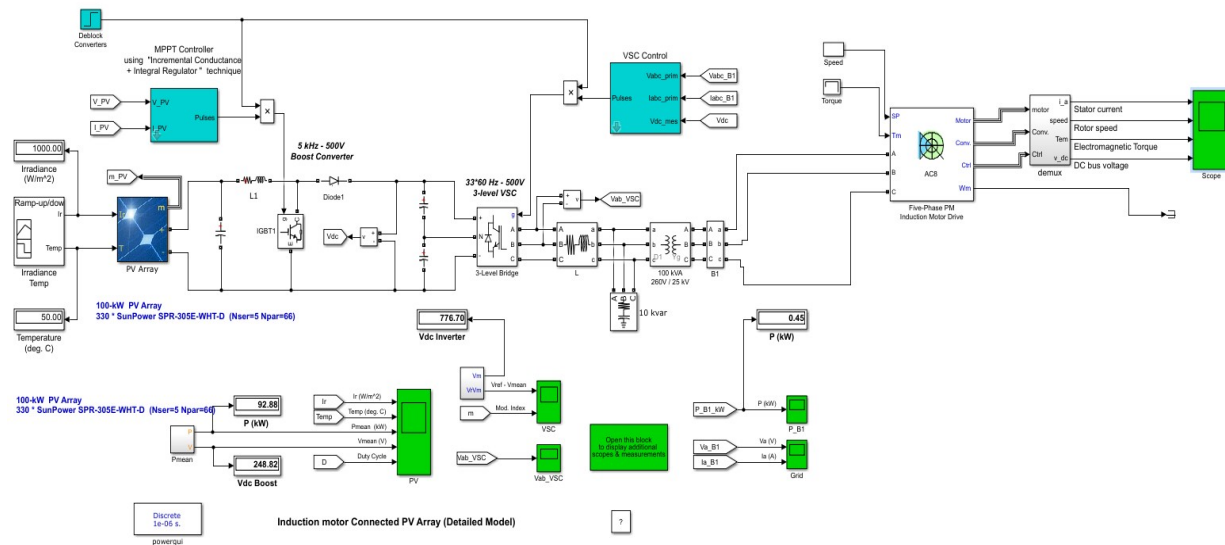 Deblock
Converters
MPPT Controller
using "Incremental Conductance
+ Integral Regulator " technique
V_PV
I_PV
V_PV
I_PV
Pulses
×
VSC Control
Vabc_prim
Iabc_prim
Vdc_mes
Pulses
Vabc_B1
Iabc_B1
Vdc
×
Speed
Torque
SP
Tm
A
B
C
Motor
Conv.
Ctrl
Wm
AC8
Five-Phase PM
Induction Motor Drive
motor
Conv.
Ctrl
i_a
speed
Tem
v_dc
demux
Stator current
Rotor speed
Electromagnetic Torque
DC bus voltage
Scope
1000.00
Irradiance
(W/m^2)
m_PV
Ramp-up/dow
Ir
Temp
Irradiance
Temp
Ir
T
m
+
-
PV Array
50.00
Temperature
(deg. C)
5 kHz - 500V
Boost Converter
L1
Diode1
g
C
E
IGBT1
Vdc
v
+
-
33*60 Hz - 500V
3-level VSC
g
+
N
-
A
B
C
3-Level Bridge
+
-
v
Vab_VSC
A
B
C
L
A B C
10 kvar
A
B
C
a
b
c
D1 Yg
100 kVA
260V / 25 kV
A
B
C
a
b
c
B1
100-kW PV Array
330 * SunPower SPR-305E-WHT-D (Nser=5 Npar=66)
776.70
Vdc Inverter
0.45
P (kW)
100-kW PV Array
330 * SunPower SPR-305E-WHT-D (Nser=5 Npar=66)
92.88
P (kW)
P
V
Pmean
248.82
Vdc Boost
Ir
Temp
D
Ir (W/m^2)
Temp (deg. C)
Pmean (kW)
Vmean (V)
Duty Cycle
PV
Vm
VrVm
m
Vref - Vmean
Mod. Index
VSC
Vab_VSC
Vab_VSC
Open this block
to display additional
scopes & measurements
P_B1_kW
P (kW)
P_B1
Va_B1
Ia_B1
Va (V)
Ia (A)
Grid
Discrete
1e-06 s.
powergui
Induction motor Connected PV Array (Detailed Model)
?